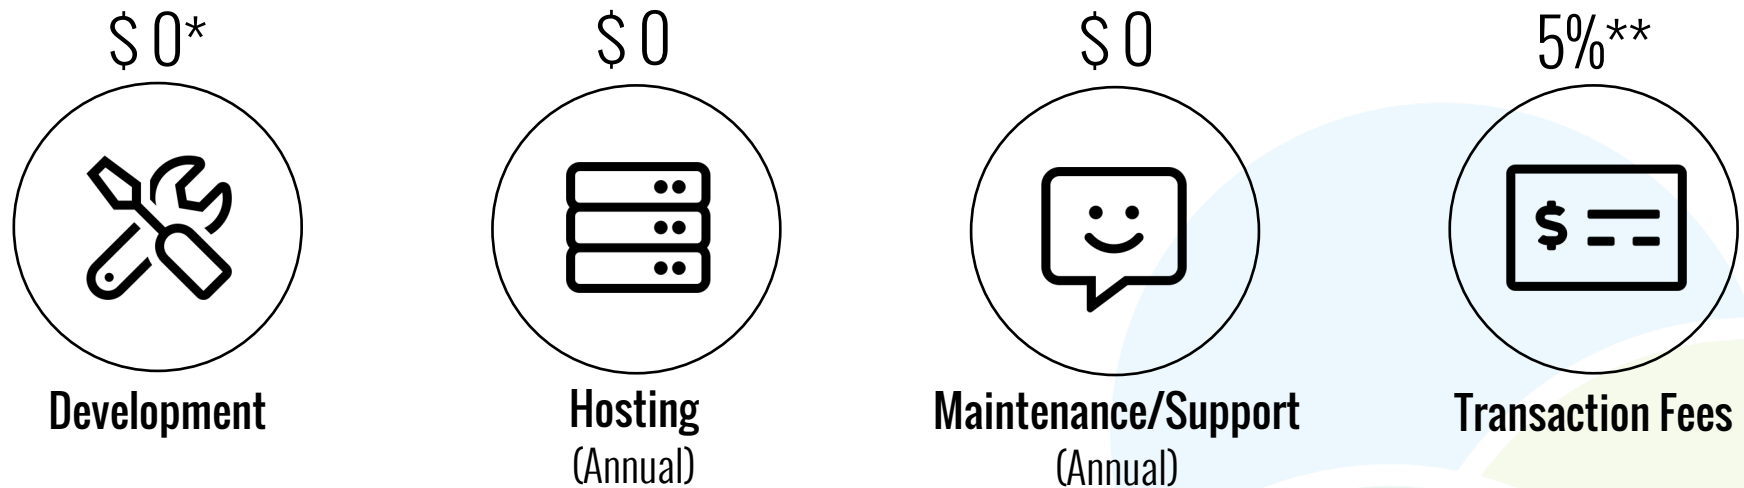 $ 0*
$ 0
$ 0
5%**
$
Development
Hosting
(Annual)
Maintenance/Support
(Annual)
Transaction Fees